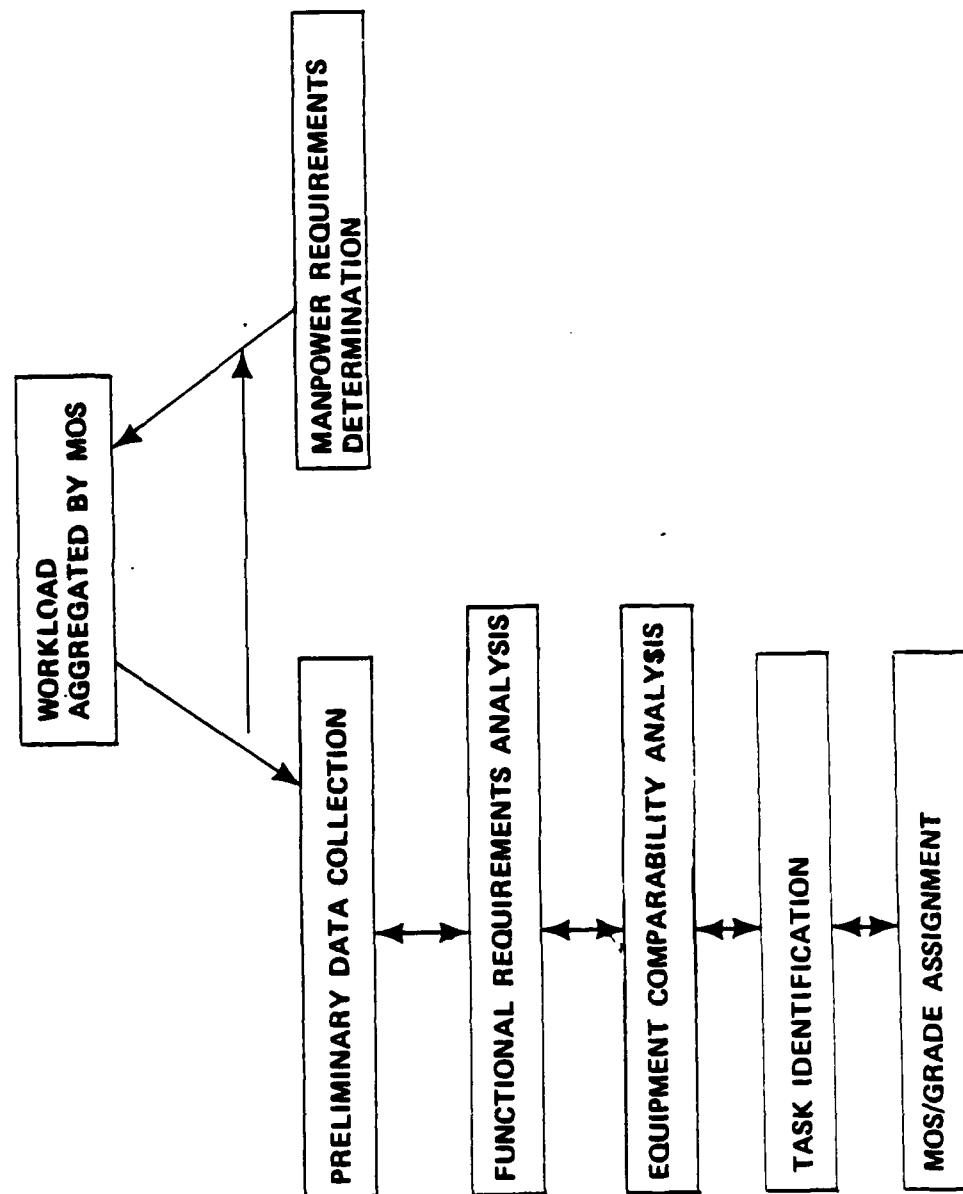 WORKLOAD
AGGREGATED BY MOS
MANPOWER REQUIREMENTS
DETERMINATION
PRELIMINARY DATA COLLECTION
FUNCTIONAL REQUIREMENTS ANALYSIS
EQUIPMENT COMPARABILITY ANALYSIS
TASK IDENTIFICATION
MOS/GRADE ASSIGNMENT